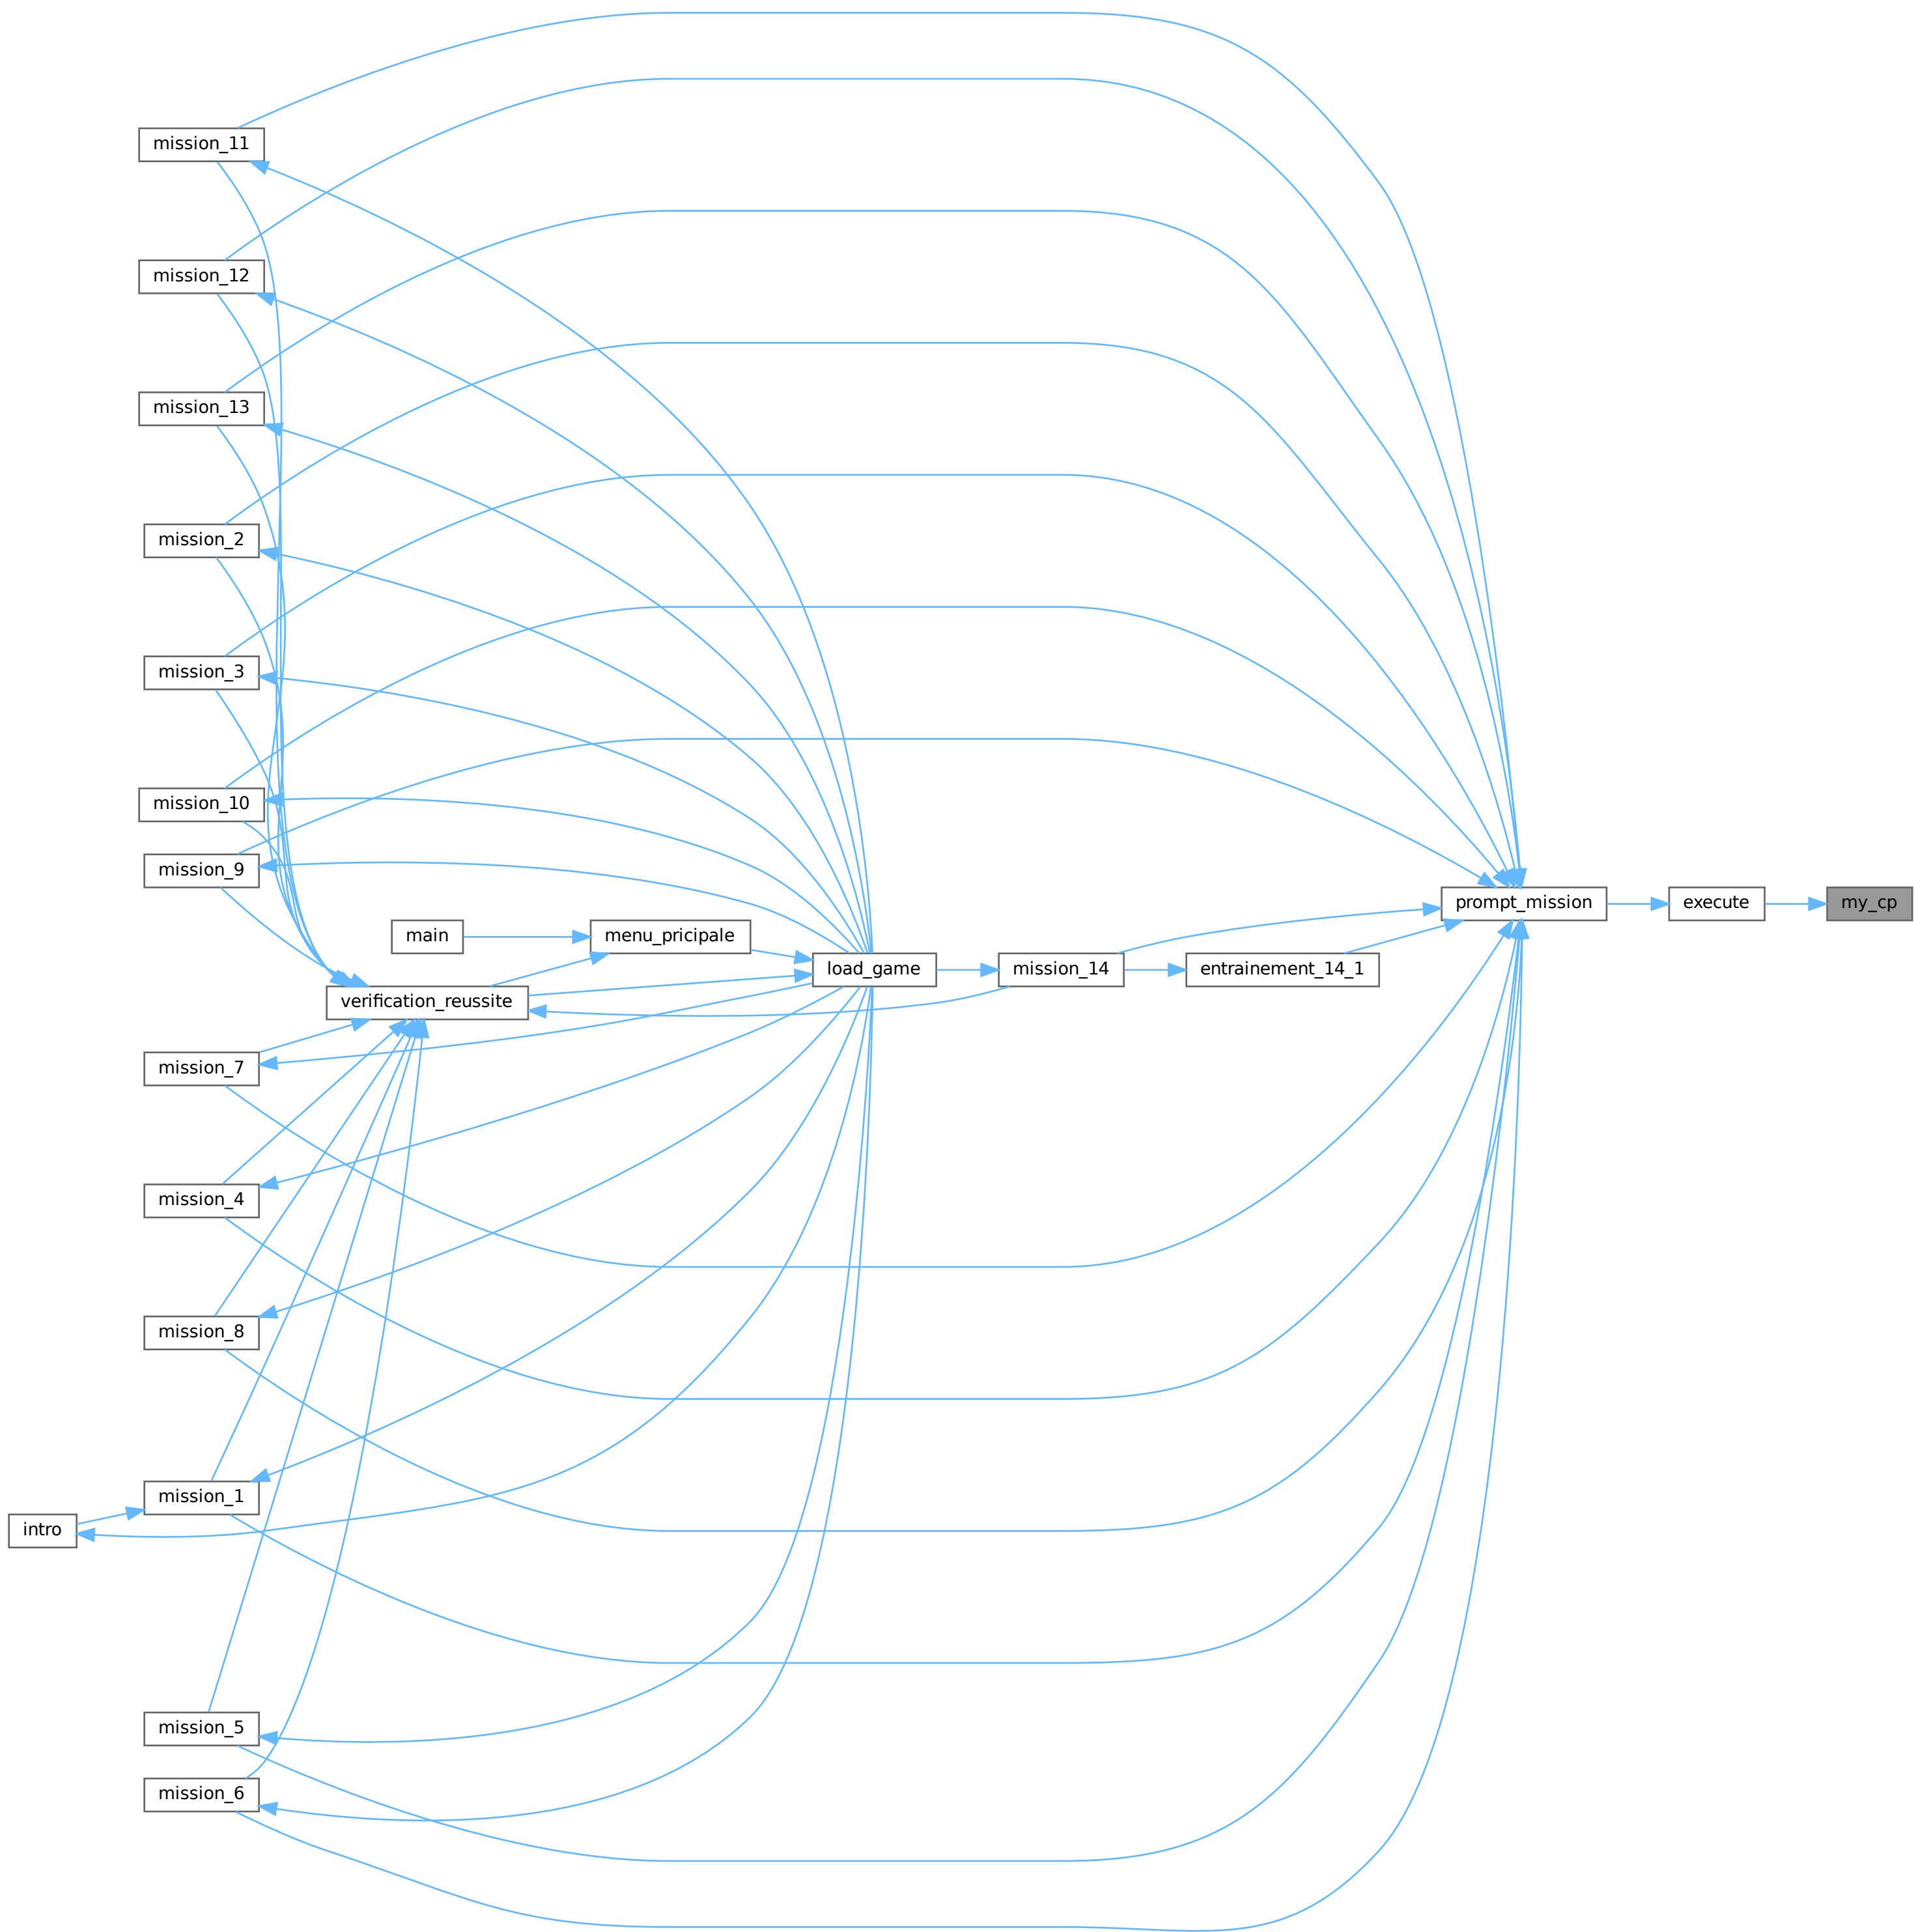 mission_11
mission_12
mission_13
mission_2
mission_3
mission_10
mission_9
prompt_mission
execute
my_cp
main
menu_pricipale
load_game
mission_14
entrainement_14_1
verification_reussite
mission_7
mission_4
mission_8
mission_1
intro
mission_5
mission_6